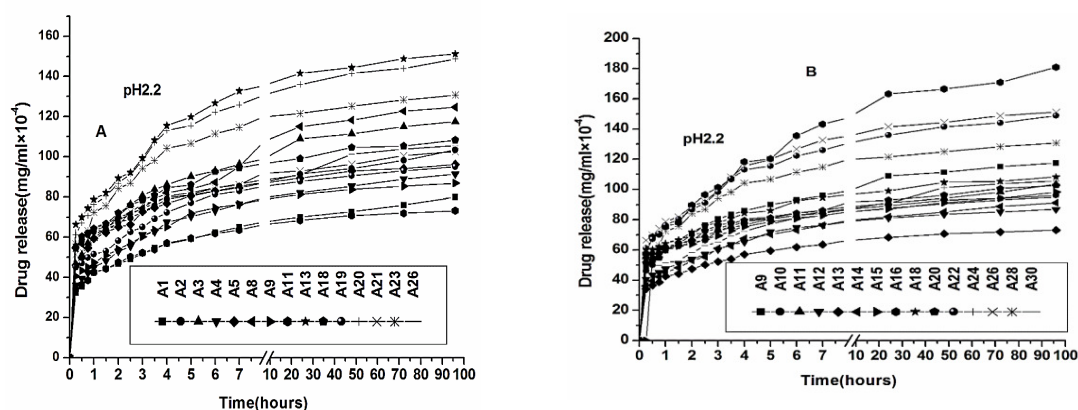 160
140
120
100
80
60
40
20
0
Drug release(mg/ml×10⁻⁴)
pH2.2
A
A1 A2 A3 A4 A5 A8 A9 A11 A13 A18 A19 A20 A21 A23 A26
0 1 2 3 4 5 6 7 10 20 30 40 50 60 70 80 90 100
Time(hours)
200
180
160
140
120
100
80
60
40
20
0
Drug release(mg/ml×10⁻⁴)
B
pH2.2
A9 A10 A11 A12 A13 A14 A15 A16 A18 A20 A22 A24 A26 A28 A30
0 1 2 3 4 5 6 7 10 20 30 40 50 60 70 80 90 100
Time(hours)